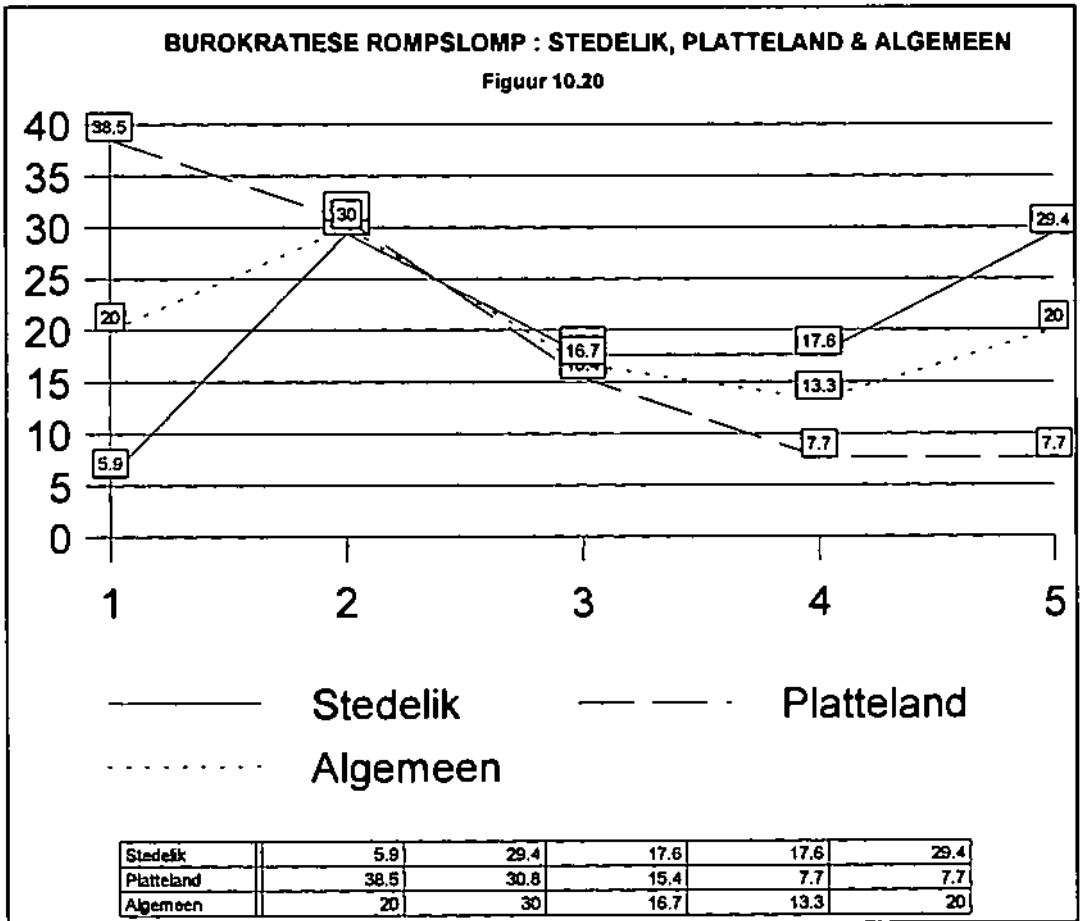 BUROKRATIESE ROMPSLOMP : STEDELIK, PLATTELAND & ALGEMEEN
Figuur 10.20
40
35
30
25
20
15
10
5
0
38.5
20
5.9
30
16.7
17.6
13.3
7.7
29.4
20
7.7
1 2 3 4 5
Stedelik Platteland
Algemeen
Stedelik 5.9 29.4 17.6 17.6 29.4
Platteland 38.5 30.8 15.4 7.7 7.7
Algemeen 20 30 16.7 13.3 20